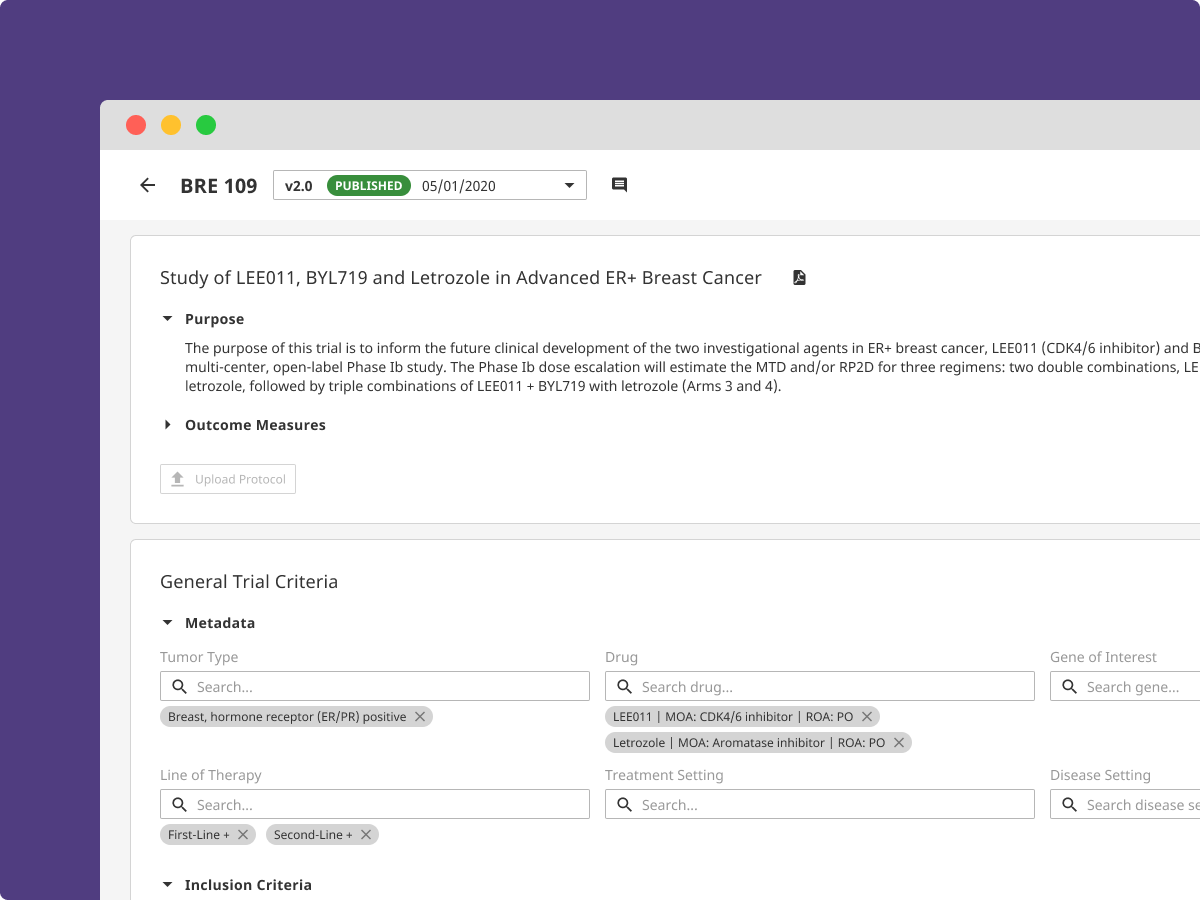 BRE 109 v2.0 PUBLISHED 05/01/2020
Study of LEE011, BYL719 and Letrozole in Advanced ER+ Breast Cancer
Purpose
The purpose of this trial is to inform the future clinical development of the two investigational agents in ER+ breast cancer, LEE011 (CDK4/6 inhibitor) and B
multi-center, open-label Phase Ib study. The Phase Ib dose escalation will estimate the MTD and/or RP2D for three regimens: two double combinations, LE
letrozole, followed by triple combinations of LEE011 + BYL719 with letrozole (Arms 3 and 4).
Outcome Measures
Upload Protocol
General Trial Criteria
Metadata
Tumor Type Drug Gene of Interest
Search... Search drug... Search gene...
Breast, hormone receptor (ER/PR) positive LEE011 | MOA: CDK4/6 inhibitor | ROA: PO
Letrozole | MOA: Aromatase inhibitor | ROA: PO
Line of Therapy Treatment Setting Disease Setting
Search... Search... Search disease se
First-Line + Second-Line +
Inclusion Criteria